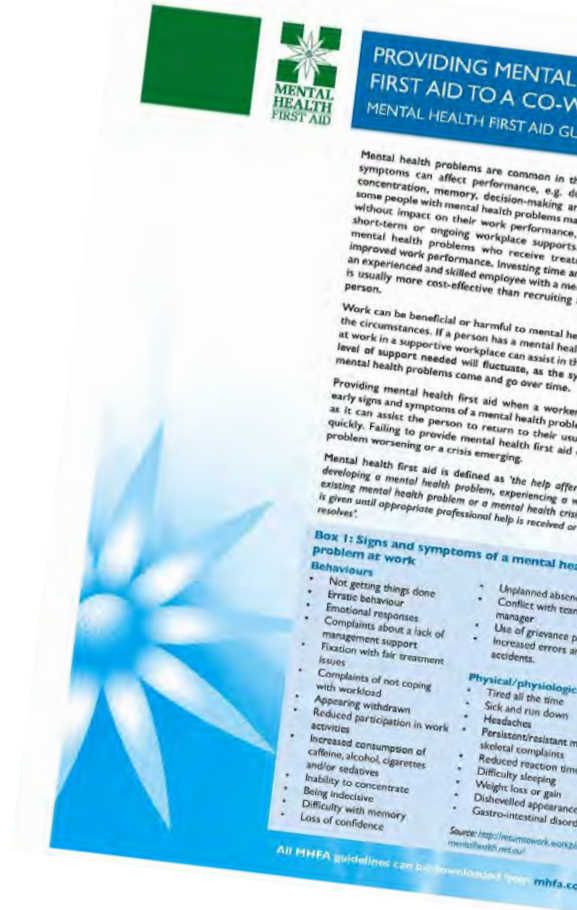 MENTAL
HEALTH
FIRST AID
PROVIDING MENTAL
FIRST AID TO A CO-W
MENTAL HEALTH FIRST AID GU
Mental health problems are common in th
symptoms can affect performance, e.g. de
concentration, memory, decision-making an
some people with mental health problems ma
without impact on their work performance,
short-term or ongoing workplace supports.
mental health problems who receive treat
improved work performance. Investing time an
an experienced and skilled employee with a me
is usually more cost-effective than recruiting
person.
Work can be beneficial or harmful to mental he
the circumstances. If a person has a mental heal
at work in a supportive workplace can assist in th
level of support needed will fluctuate, as the sy
mental health problems come and go over time.
Providing mental health first aid when a worker
early signs and symptoms of a mental health proble
as it can assist the person to return to their usu
quickly. Failing to provide mental health first aid
problem worsening or a crisis emerging.
Mental health first aid is defined as 'the help offer
developing a mental health problem, experiencing a w
existing mental health problem or a mental health crisi
is given until appropriate professional help is received or
resolves'.
Box 1: Signs and symptoms of a mental hea
problem at work
Behaviours
• Not getting things done
• Erratic behaviour
• Emotional responses
• Complaints about a lack of
management support
• Fixation with fair treatment
issues
• Complaints of not coping
with workload
• Appearing withdrawn
• Reduced participation in work
activities
• Increased consumption of
caffeine, alcohol, cigarettes
and/or sedatives
• Inability to concentrate
• Being indecisive
• Difficulty with memory
• Loss of confidence
• Unplanned absen
• Conflict with tear
manager
• Use of grievance p
• Increased errors an
accidents.
Physical/physiologic
• Tired all the time
• Sick and run down
• Headaches
• Persistent/resistant m
skeletal complaints
• Reduced reaction time
• Difficulty sleeping
• Weight loss or gain
• Dishevelled appearance
• Gastro-intestinal disord
Source: http://returntowork.workpla
mentalhealth.net.au/
All MHFA guidelines can be downloaded from mhfa.co